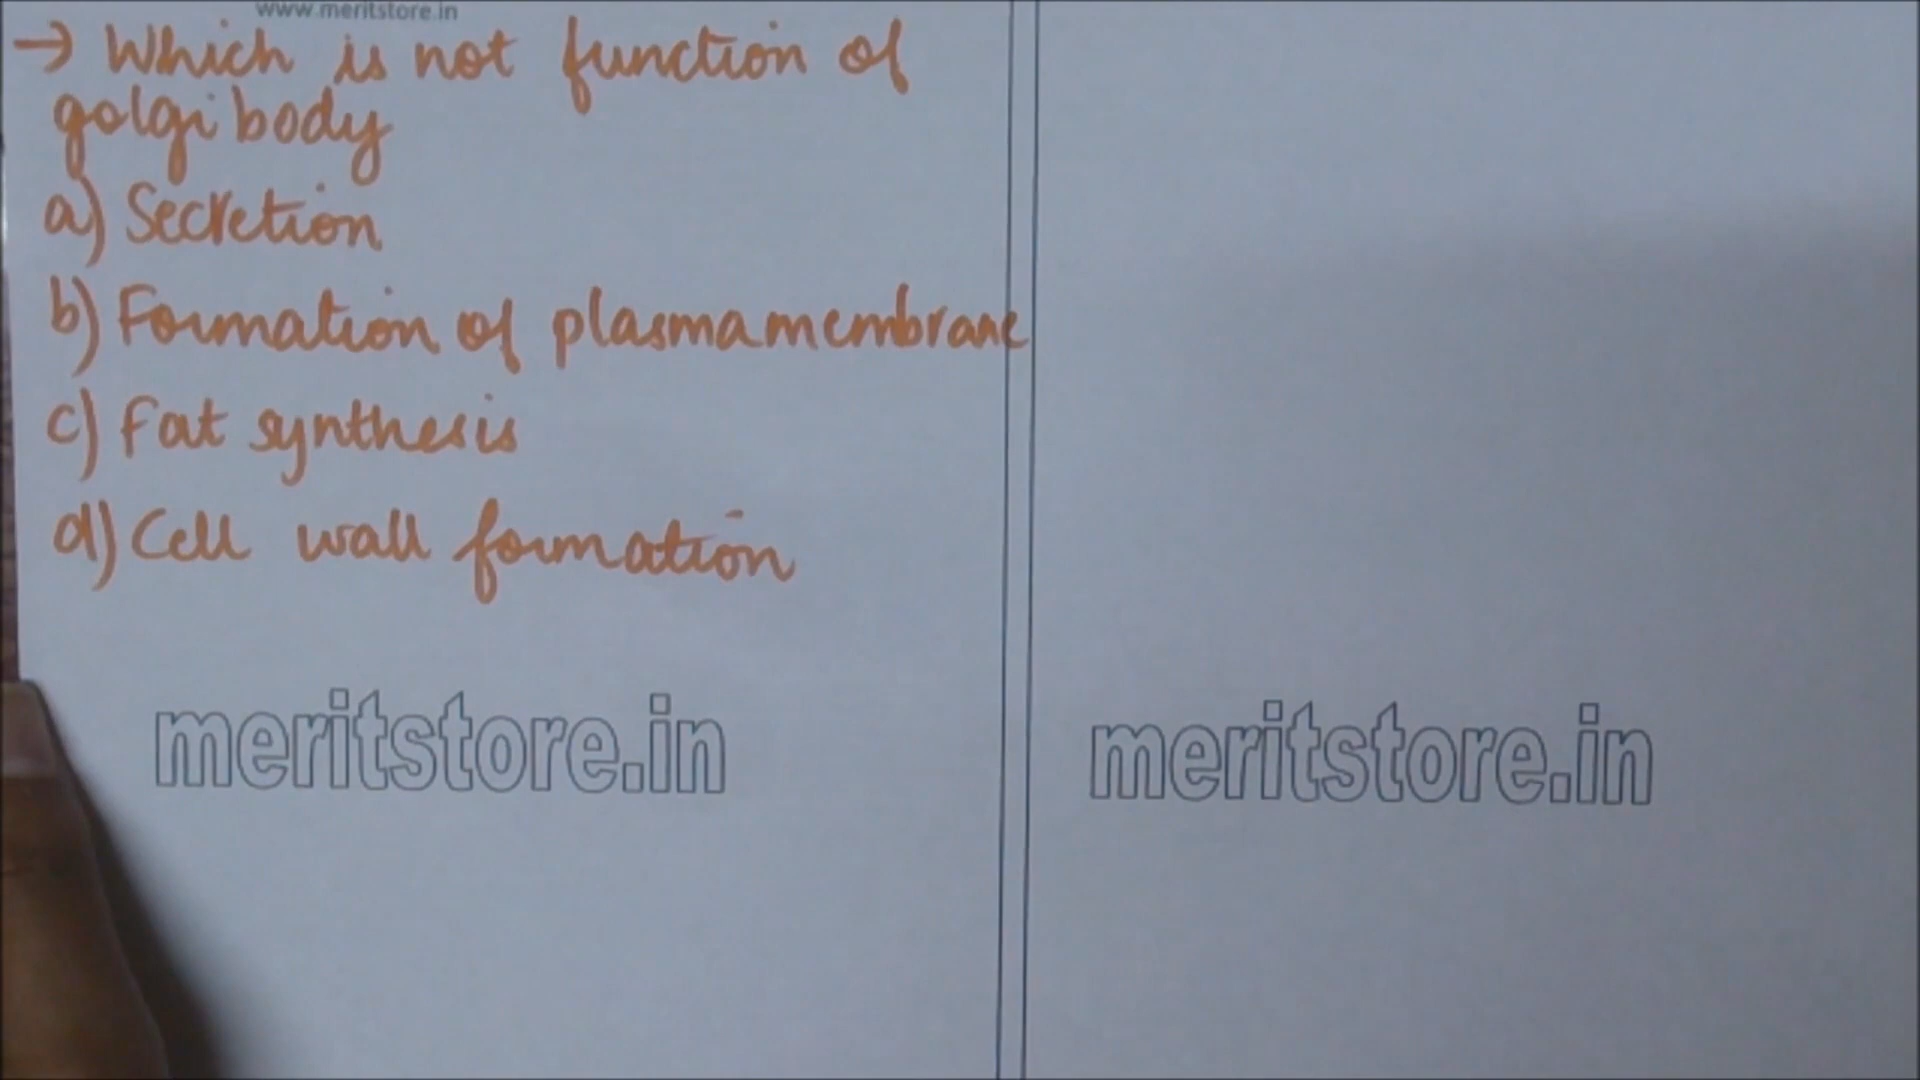 www.meritstore.in
→ Which is not function of
golgi body
a) Secretion
b) Formation of plasmamembrane
c) Fat synthesis
d) Cell wall formation
meritstore.in
meritstore.in